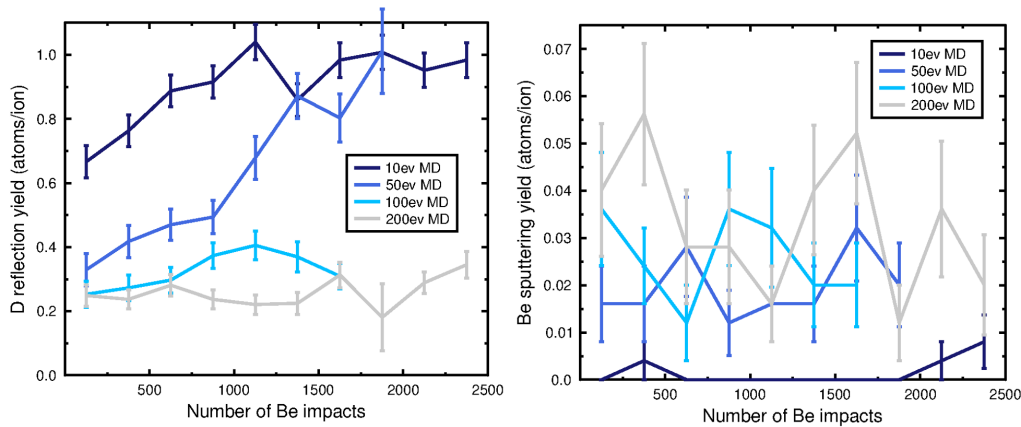 D reflection yield (atoms/ion)
1.0
0.8
0.6
0.4
0.2
0.0
10ev MD
50ev MD
100ev MD
200ev MD
500
1000
1500
2000
2500
Number of Be impacts
Be sputtering yield (atoms/ion)
0.07
0.06
0.05
0.04
0.03
0.02
0.01
0.0
10ev MD
50ev MD
100ev MD
200ev MD
500
1000
1500
2000
2500
Number of Be impacts